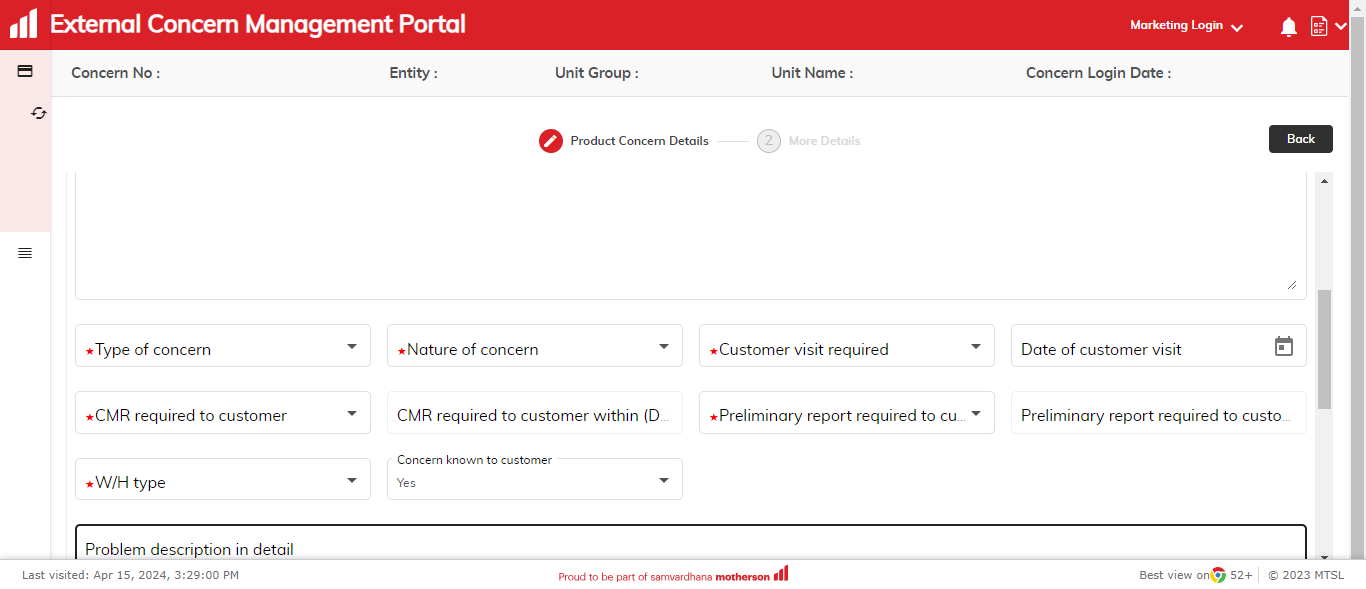 External Concern Management Portal
Marketing Login
Concern No : Entity : Unit Group : Unit Name : Concern Login Date :
Product Concern Details 2 More Details
Back
*Type of concern *Nature of concern *Customer visit required Date of customer visit
*CMR required to customer CMR required to customer within (D... *Preliminary report required to cu... Preliminary report required to custo...
Concern known to customer
*W/H type Yes
Problem description in detail
Last visited: Apr 15, 2024, 3:29:00 PM Proud to be part of samvardhana motherson Best view on 52+ © 2023 MTSL